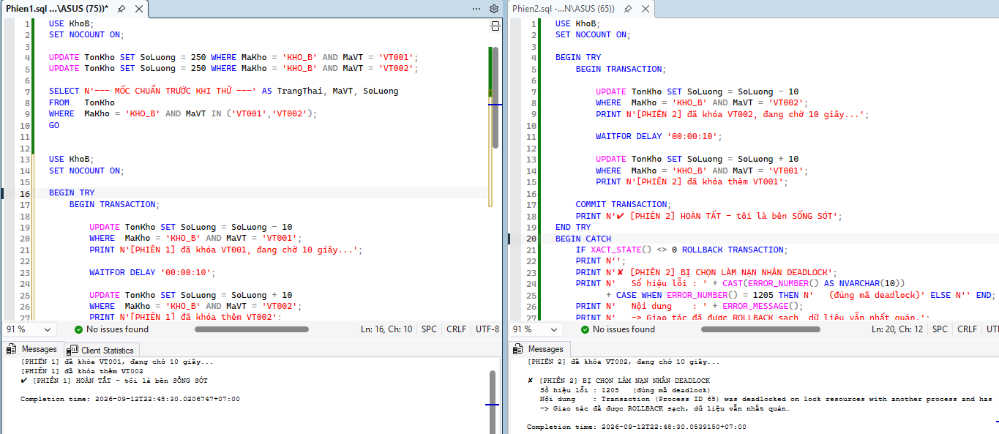 Phien1.sql ...\ASUS (75))*
1 USE KhoB;
2 SET NOCOUNT ON;
3
4 UPDATE TonKho SET SoLuong = 250 WHERE MaKho = 'KHO_B' AND MaVT = 'VT001';
5 UPDATE TonKho SET SoLuong = 250 WHERE MaKho = 'KHO_B' AND MaVT = 'VT002';
6
7 SELECT N'--- MỐC CHUẨN TRƯỚC KHI THỬ ---' AS TrangThai, MaVT, SoLuong
8 FROM TonKho
9 WHERE MaKho = 'KHO_B' AND MaVT IN ('VT001','VT002');
10 GO
11
12
13 USE KhoB;
14 SET NOCOUNT ON;
15
16 BEGIN TRY
17 BEGIN TRANSACTION;
18
19 UPDATE TonKho SET SoLuong = SoLuong - 10
20 WHERE MaKho = 'KHO_B' AND MaVT = 'VT001';
21 PRINT N'[PHIÊN 1] đã khóa VT001, đang chờ 10 giây...';
22
23 WAITFOR DELAY '00:00:10';
24
25 UPDATE TonKho SET SoLuong = SoLuong + 10
26 WHERE MaKho = 'KHO_B' AND MaVT = 'VT002';
27 PRINT N'[PHIÊN 1] đã khóa thêm VT002';
91 % No issues found Ln: 16, Ch: 10 SPC CRLF UTF-8
Messages Client Statistics
[PHIÊN 1] đã khóa VT001, đang chờ 10 giây...
[PHIÊN 1] đã khóa thêm VT002
✔ [PHIÊN 1] HOÀN TẤT - tôi là bên SỐNG SÓT
Completion time: 2026-09-12T22:48:30.0206747+07:00
Phien2.sql -...N\ASUS (65))
1 USE KhoB;
2 SET NOCOUNT ON;
3
4 BEGIN TRY
5 BEGIN TRANSACTION;
6
7 UPDATE TonKho SET SoLuong = SoLuong - 10
8 WHERE MaKho = 'KHO_B' AND MaVT = 'VT002';
9 PRINT N'[PHIÊN 2] đã khóa VT002, đang chờ 10 giây...';
10
11 WAITFOR DELAY '00:00:10';
12
13 UPDATE TonKho SET SoLuong = SoLuong + 10
14 WHERE MaKho = 'KHO_B' AND MaVT = 'VT001';
15 PRINT N'[PHIÊN 2] đã khóa thêm VT001';
16
17 COMMIT TRANSACTION;
18 PRINT N'✔ [PHIÊN 2] HOÀN TẤT - tôi là bên SỐNG SÓT';
19 END TRY
20 BEGIN CATCH
21 IF XACT_STATE() <> 0 ROLLBACK TRANSACTION;
22 PRINT N'';
23 PRINT N'✘ [PHIÊN 2] BỊ CHỌN LÀM NẠN NHÂN DEADLOCK';
24 PRINT N' Số hiệu lỗi : ' + CAST(ERROR_NUMBER() AS NVARCHAR(10))
25 + CASE WHEN ERROR_NUMBER() = 1205 THEN N' (đúng mã deadlock)' ELSE N'' END;
26 PRINT N' Nội dung : ' + ERROR_MESSAGE();
27 PRINT N' -> Giao tác đã được ROLLBACK sạch, dữ liệu vẫn nhất quán.';
91 % No issues found Ln: 20, Ch: 12 SPC CRLF
Messages
[PHIÊN 2] đã khóa VT002, đang chờ 10 giây...
✘ [PHIÊN 2] BỊ CHỌN LÀM NẠN NHÂN DEADLOCK
Số hiệu lỗi : 1205 (đúng mã deadlock)
Nội dung : Transaction (Process ID 65) was deadlocked on lock resources with another process and has
-> Giao tác đã được ROLLBACK sạch, dữ liệu vẫn nhất quán.
Completion time: 2026-09-12T22:48:30.0539150+07:00